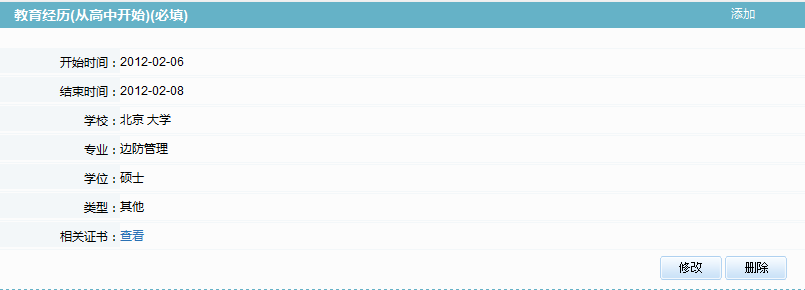 教育经历(从高中开始)(必填) 添加
开始时间：2012-02-06
结束时间：2012-02-08
学校：北京 大学
专业：边防管理
学位：硕士
类型：其他
相关证书：查看
修改 删除